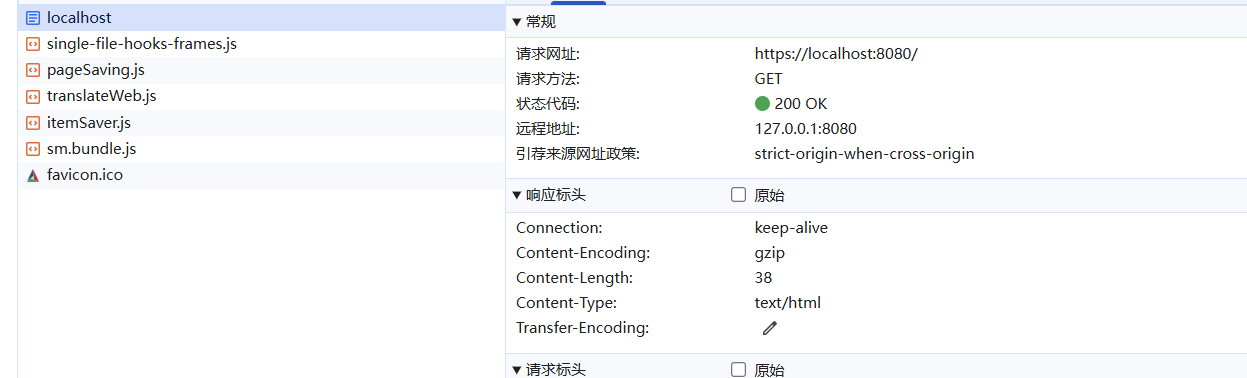 localhost
single-file-hooks-frames.js
pageSaving.js
translateWeb.js
itemSaver.js
sm.bundle.js
favicon.ico
常规
请求网址: https://localhost:8080/
请求方法: GET
状态代码: 200 OK
远程地址: 127.0.0.1:8080
引荐来源网址政策: strict-origin-when-cross-origin
响应标头 原始
Connection: keep-alive
Content-Encoding: gzip
Content-Length: 38
Content-Type: text/html
Transfer-Encoding:
请求标头 原始